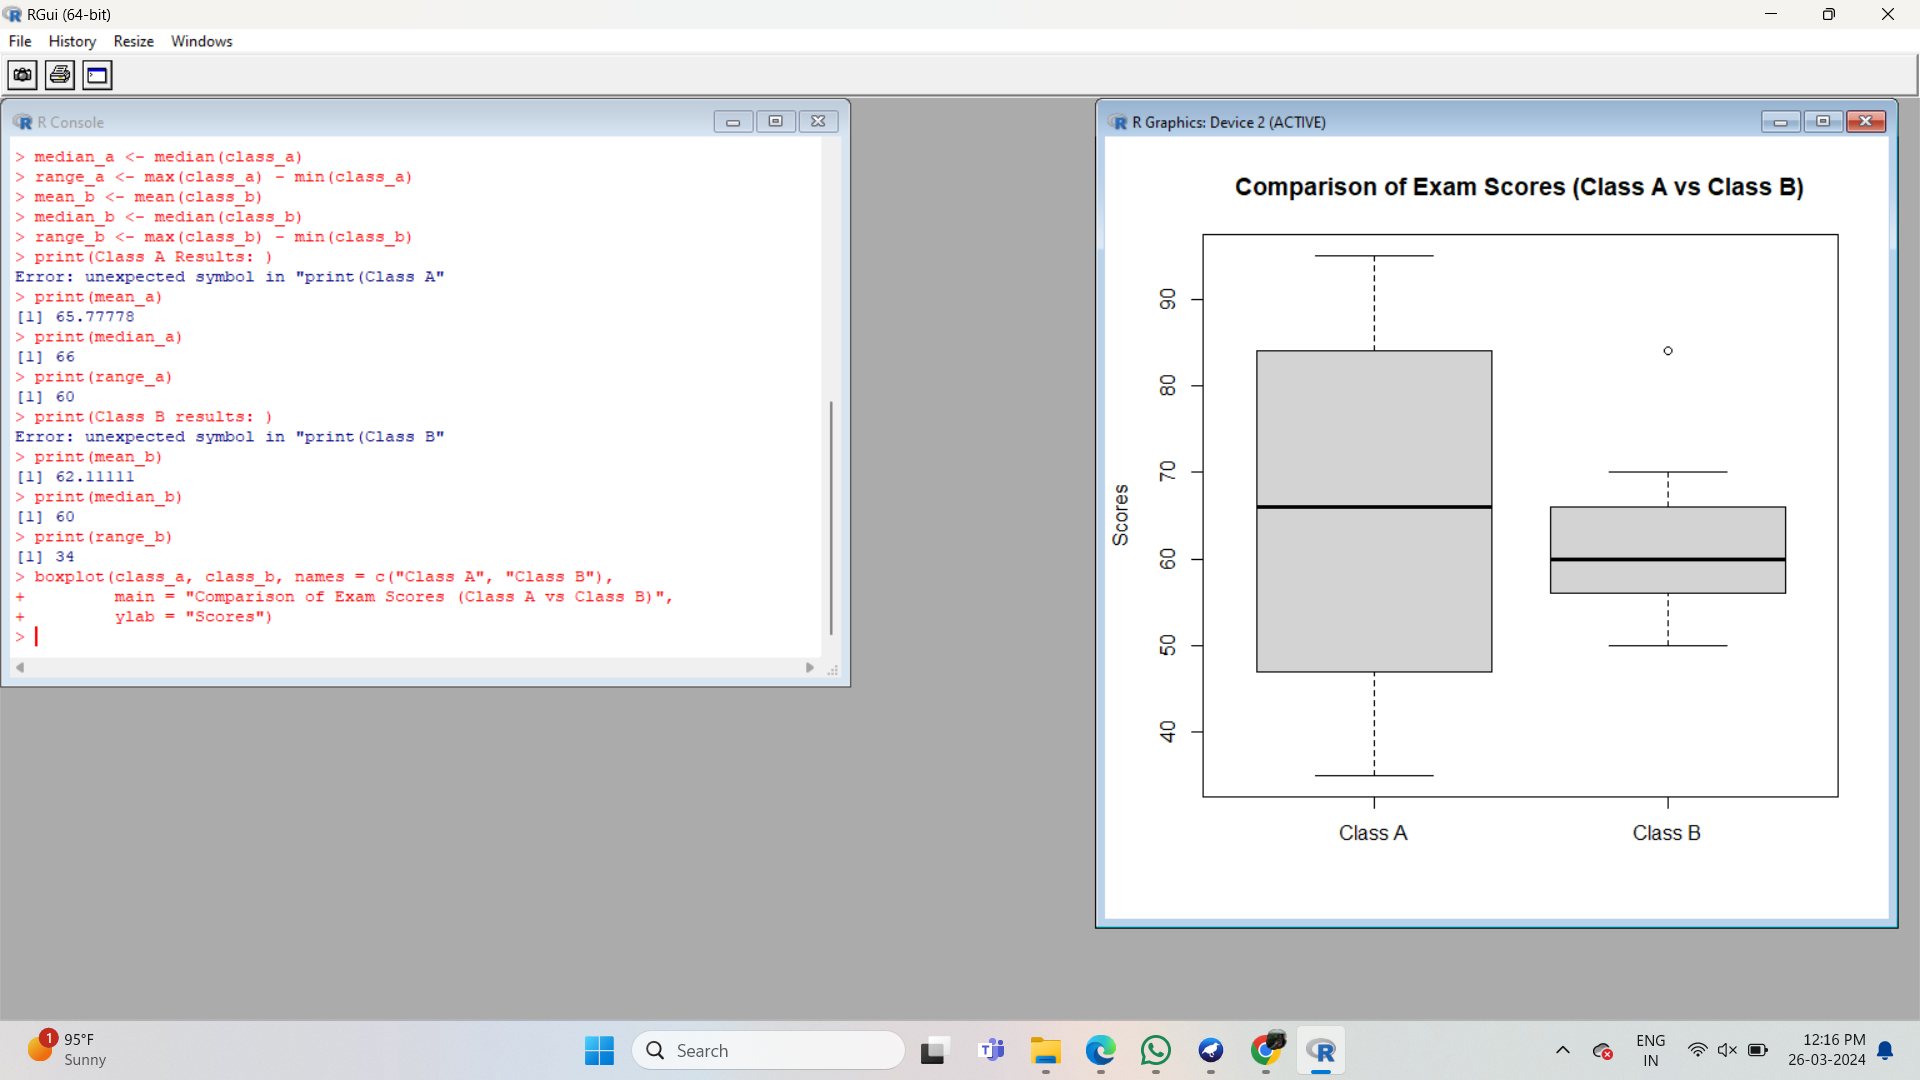 RGui (64-bit)
File History Resize Windows
R Console
> median_a <- median(class_a)
> range_a <- max(class_a) - min(class_a)
> mean_b <- mean(class_b)
> median_b <- median(class_b)
> range_b <- max(class_b) - min(class_b)
> print(Class A Results: )
Error: unexpected symbol in "print(Class A"
> print(mean_a)
[1] 65.77778
> print(median_a)
[1] 66
> print(range_a)
[1] 60
> print(Class B results: )
Error: unexpected symbol in "print(Class B"
> print(mean_b)
[1] 62.11111
> print(median_b)
[1] 60
> print(range_b)
[1] 34
> boxplot(class_a, class_b, names = c("Class A", "Class B"),
+         main = "Comparison of Exam Scores (Class A vs Class B)",
+         ylab = "Scores")
>
R Graphics: Device 2 (ACTIVE)
Comparison of Exam Scores (Class A vs Class B)
90
80
70
60
50
40
Scores
Class A Class B
1
95°F
Sunny
Search
ENG
IN
12:16 PM
26-03-2024